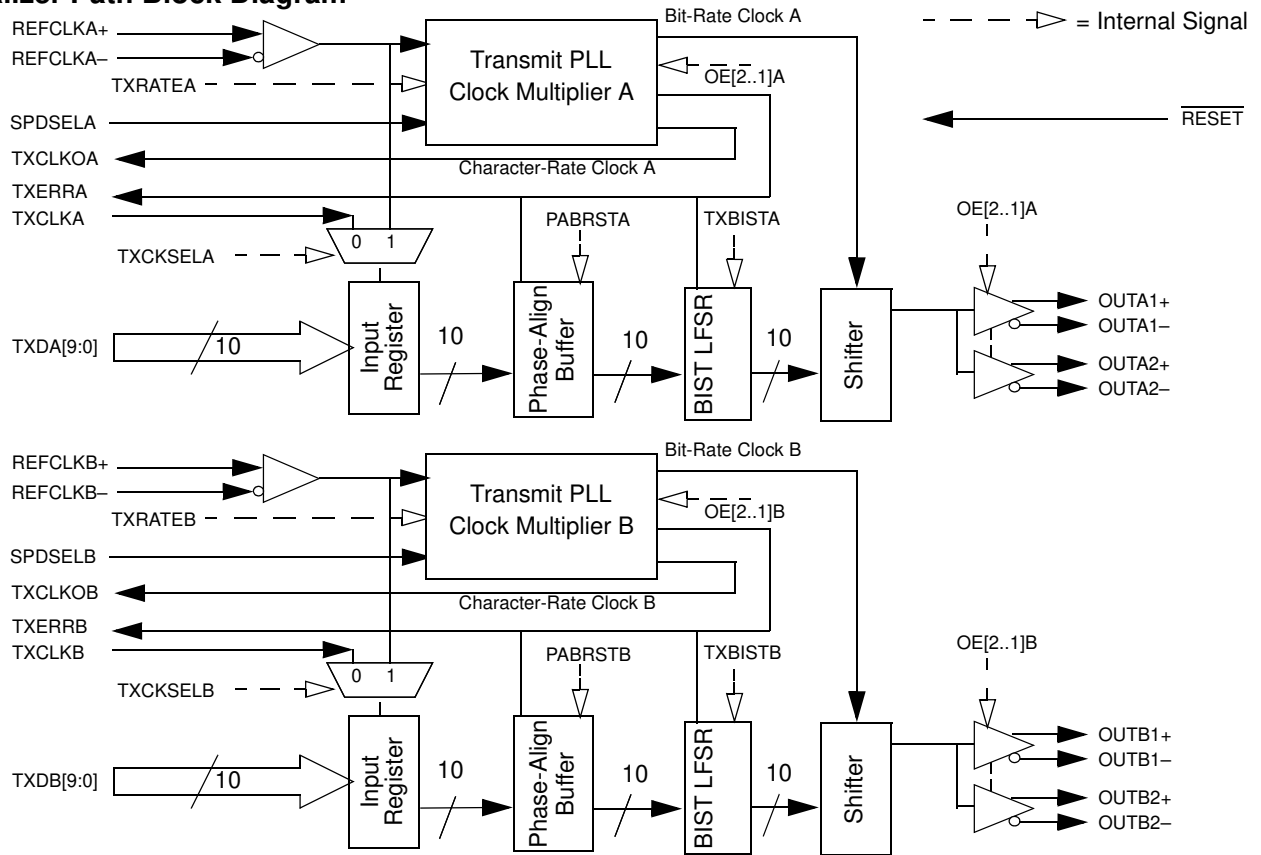 Path Block Diagram
REFCLKA+
REFCLKA–
TXRATEA
SPDSELA
TXCLKOA
TXERRA
TXCLKA
TXCKSELA
TXDA[9:0]
10
Transmit PLL
Clock Multiplier A
Bit-Rate Clock A
OE[2..1]A
Character-Rate Clock A
PABRSTA
TXBISTA
0 1
Input
Register
10
Phase-Align
Buffer
10
BIST LFSR
10
Shifter
= Internal Signal
RESET
OE[2..1]A
OUTA1+
OUTA1–
OUTA2+
OUTA2–
REFCLKB+
REFCLKB–
TXRATEB
SPDSELB
TXCLKOB
TXERRB
TXCLKB
TXCKSELB
TXDB[9:0]
10
Transmit PLL
Clock Multiplier B
Bit-Rate Clock B
OE[2..1]B
Character-Rate Clock B
PABRSTB
TXBISTB
0 1
Input
Register
10
Phase-Align
Buffer
10
BIST LFSR
10
Shifter
OE[2..1]B
OUTB1+
OUTB1–
OUTB2+
OUTB2–